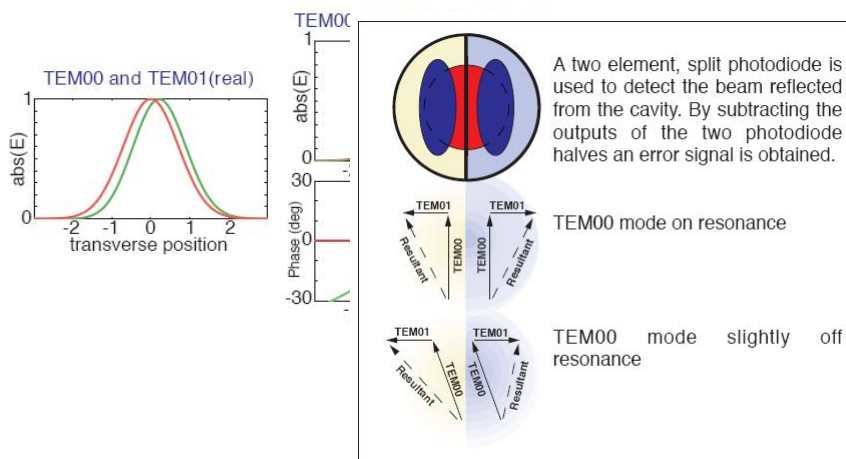 TEM00 and TEM01(real)
1
abs(E)
0
-2 -1 0 1 2
transverse position
TEM00
1
abs(E)
0
30
Phase (deg)
0
-30
A two element, split photodiode is
used to detect the beam reflected
from the cavity. By subtracting the
outputs of the two photodiode
halves an error signal is obtained.
TEM01
TEM01
Resultant
TEM00
TEM00
Resultant
TEM00 mode on resonance
TEM01
TEM01
Resultant
TEM00
TEM00
Resultant
TEM00 mode slightly off
resonance